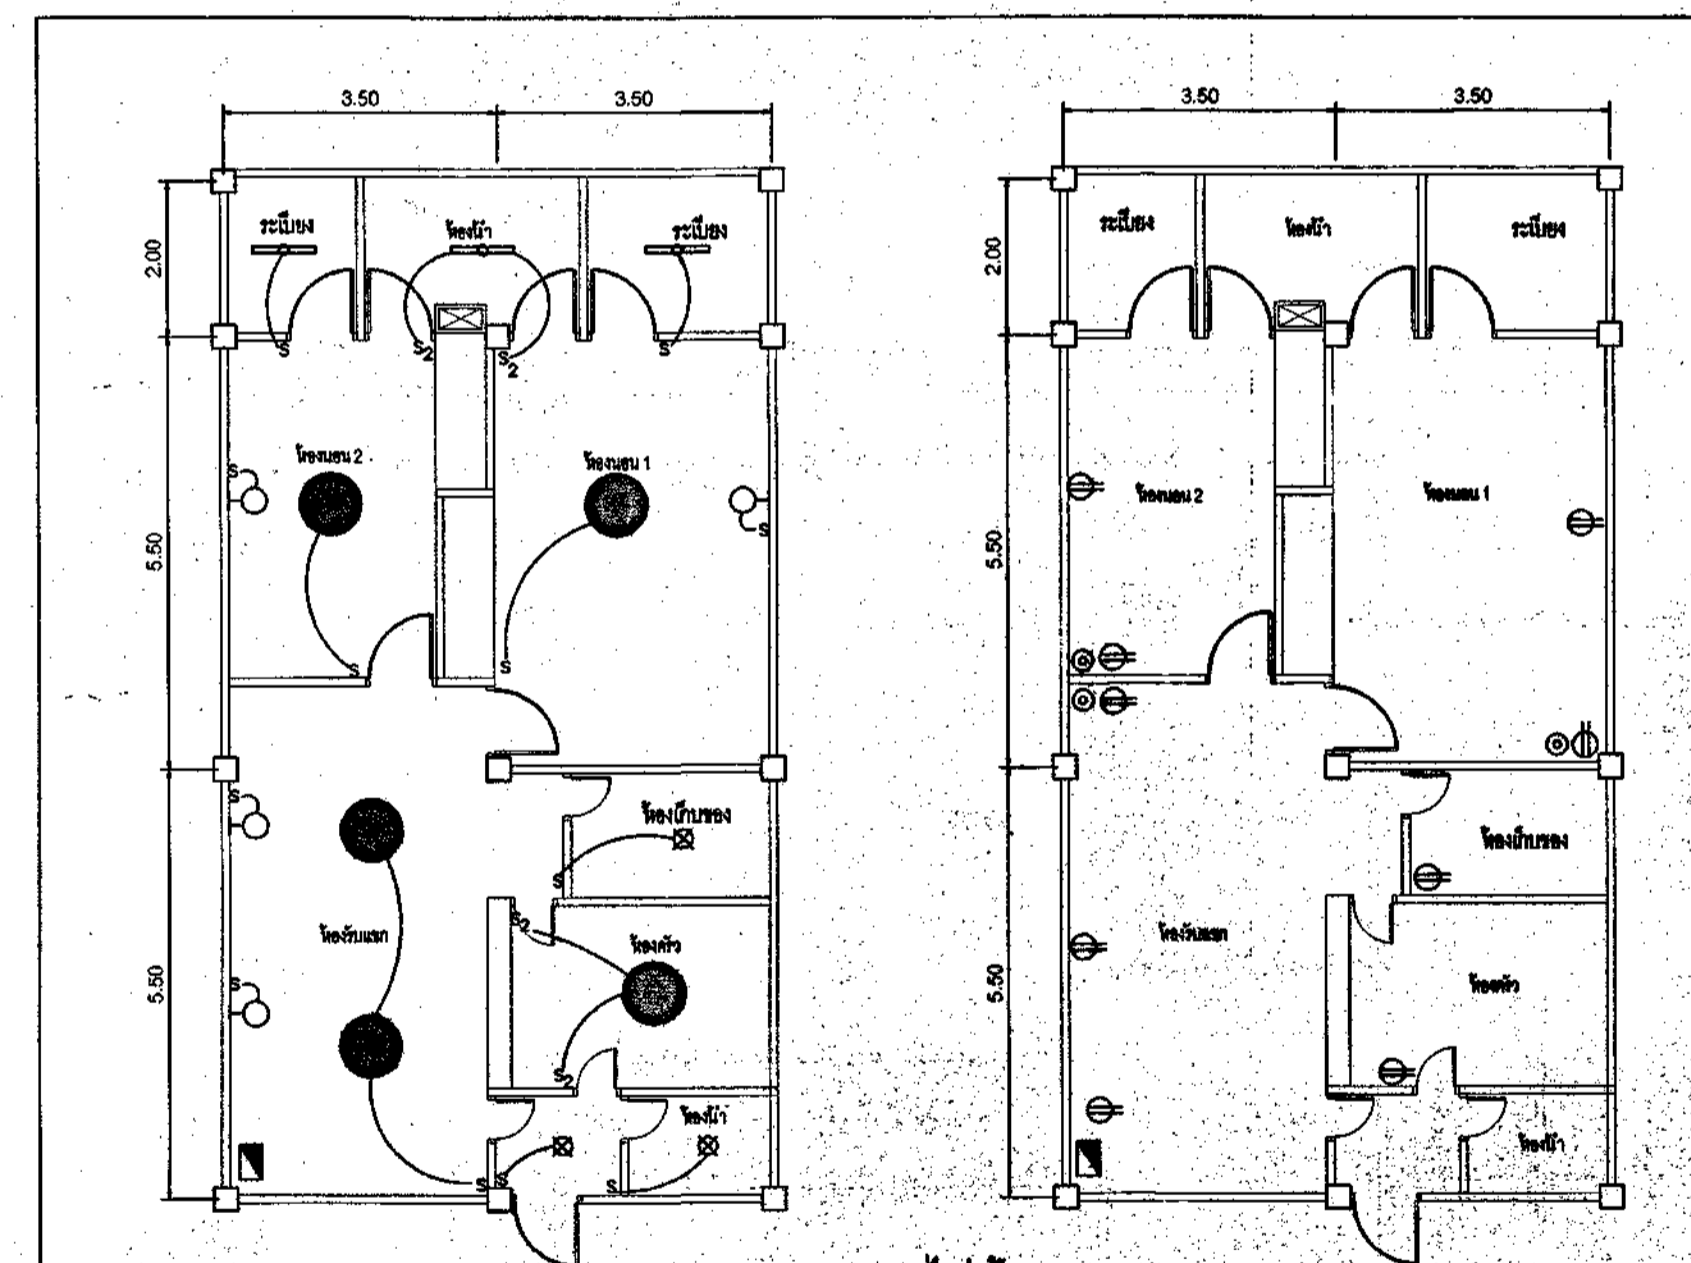 3.50 3.50
2.00
ระเบียง ห้องน้ำ ระเบียง
S S2 S2 S
5.50
ห้องนอน 2 ห้องนอน 1
S S
S S
S
ห้องเก็บของ
S
S2
ห้องรับแขก ห้องครัว
5.50
S
S2
ห้องน้ำ
S S S
3.50 3.50
2.00
ระเบียง ห้องน้ำ ระเบียง
5.50
ห้องนอน 2 ห้องนอน 1
ห้องเก็บของ
ห้องรับแขก
5.50
ห้องครัว
ห้องน้ำ